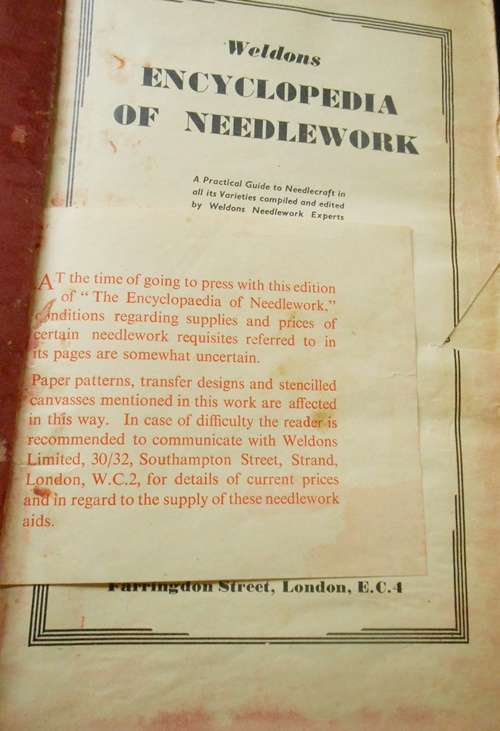 Weldons
ENCYCLOPEDIA
OF NEEDLEWORK
A Practical Guide to Needlecraft in
all its Varieties compiled and edited
by Weldons Needlework Experts
AT the time of going to press with this edition
of "The Encyclopaedia of Needlework,"
conditions regarding supplies and prices of
certain needlework requisites referred to in
its pages are somewhat uncertain.
Paper patterns, transfer designs and stencilled
canvasses mentioned in this work are affected
in this way. In case of difficulty the reader is
recommended to communicate with Weldons
Limited, 30/32, Southampton Street, Strand,
London, W.C.2, for details of current prices
and in regard to the supply of these needlework
aids.
Farringdon Street, London, E.C.4